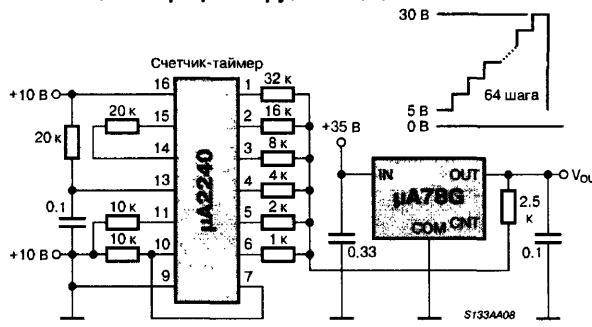 30 В
5 В
0 В
64 шага
Счетчик-таймер
+10 В
20 к
0.1
+10 В
20 к
10 к
10 к
16
15
14
13
11
10
9
μA2240
1
2
3
4
5
6
7
32 к
16 к
8 к
4 к
2 к
1 к
+35 В
0.33
IN
OUT
μA78G
COM
CNT
2.5
к
0.1
S133AA08